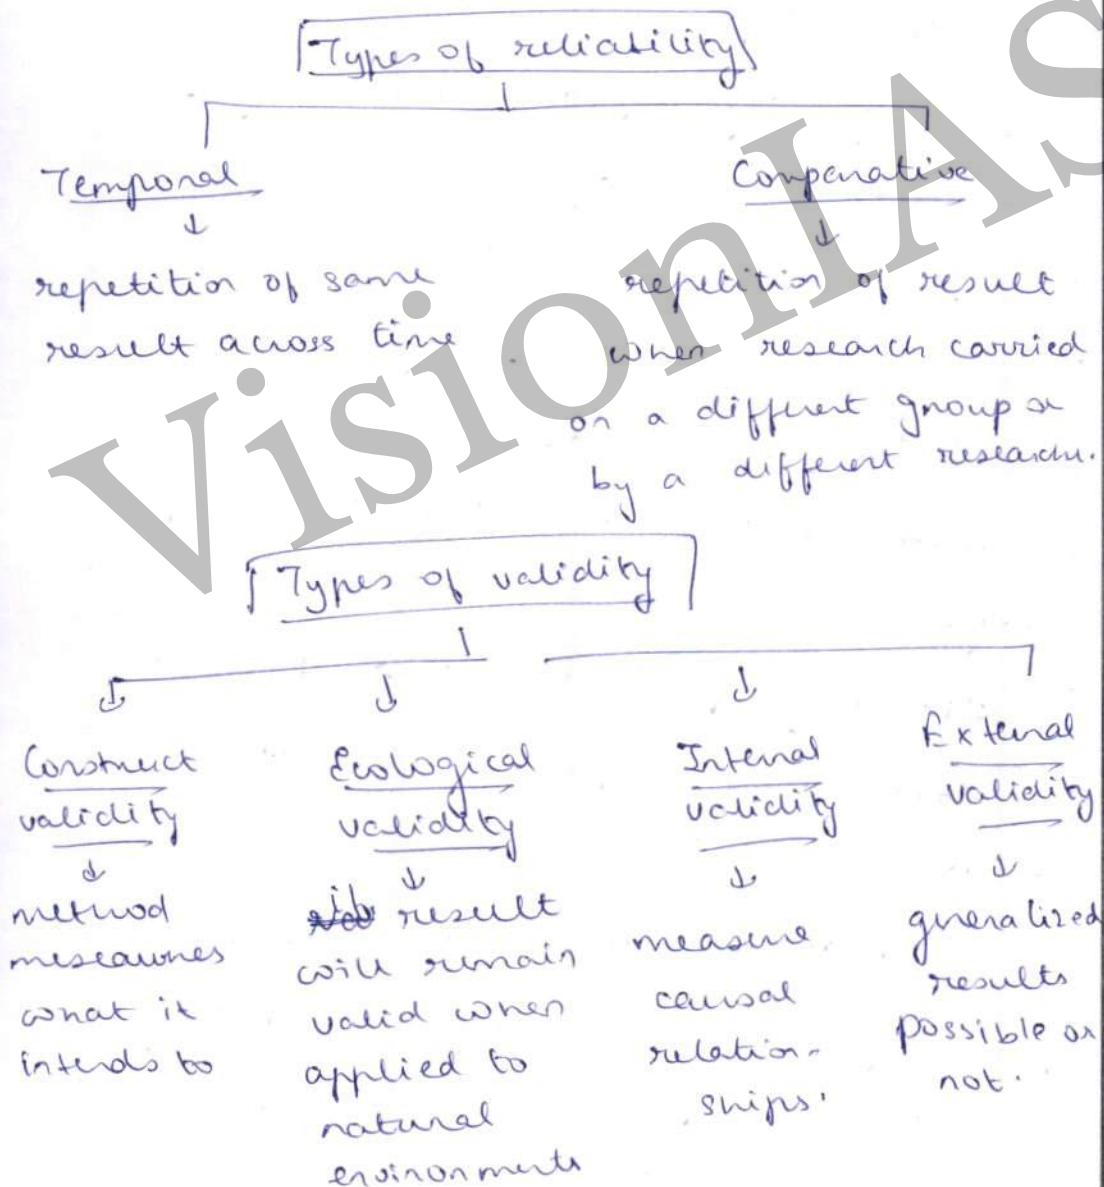 Types of reliability
Temporal
repetition of same
result across time
Comparative
repetition of result
when research carried
on a different group or
by a different researcher.
Types of validity
Construct
validity
method
measures
what it
intends to
Ecological
validity
result
will remain
valid when
applied to
natural
environments
Internal
validity
measure
causal
relation-
ships.
External
validity
generalized
results
possible or
not.
VisionIAS